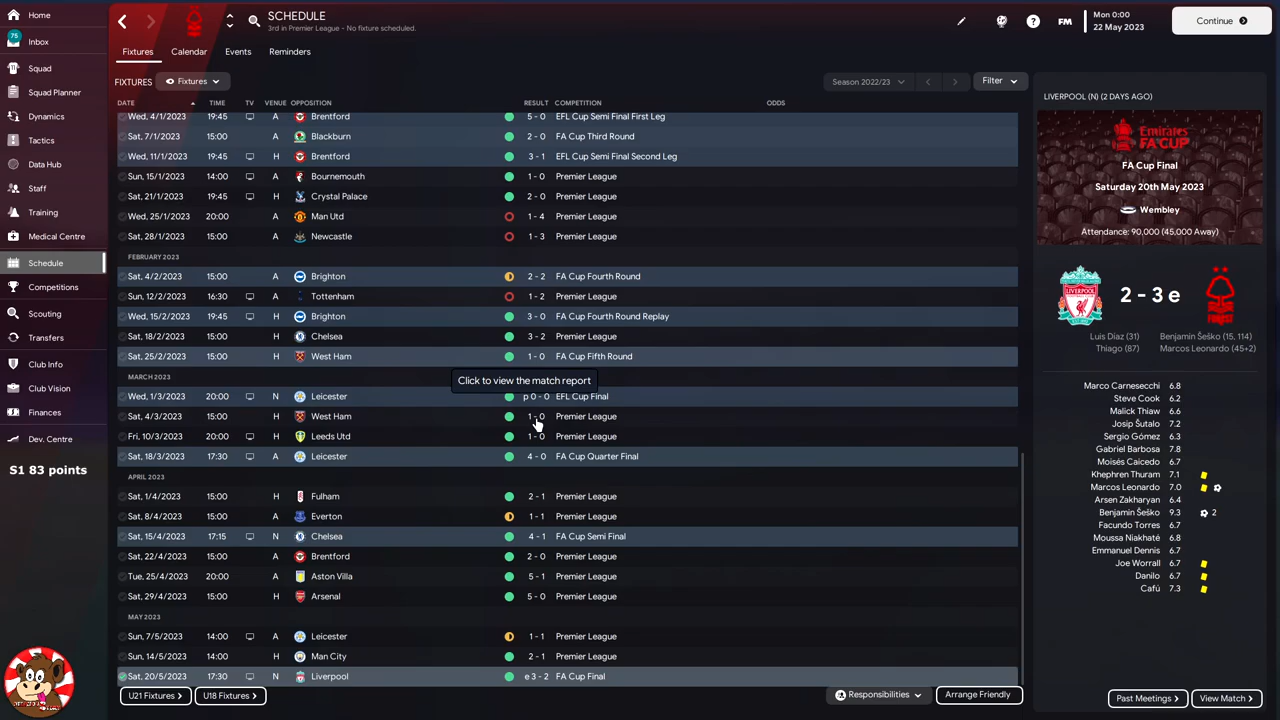 Home
75
Inbox
Squad
Squad Planner
Dynamics
Tactics
Data Hub
Staff
Training
Medical Centre
Schedule
Competitions
Scouting
Transfers
Club Info
Club Vision
Finances
Dev. Centre
S1 83 points
SCHEDULE
3rd in Premier League - No fixture scheduled.
FM
Mon 0:00
22 May 2023
Continue
Fixtures Calendar Events Reminders
FIXTURES Fixtures Season 2022/23 Filter
DATE TIME TV VENUE OPPOSITION RESULT COMPETITION ODDS
Wed, 4/1/2023 19:45 A Brentford 5 - 0 EFL Cup Semi Final First Leg
Sat, 7/1/2023 15:00 A Blackburn 2 - 0 FA Cup Third Round
Wed, 11/1/2023 19:45 H Brentford 3 - 1 EFL Cup Semi Final Second Leg
Sun, 15/1/2023 14:00 A Bournemouth 1 - 0 Premier League
Sat, 21/1/2023 19:45 H Crystal Palace 2 - 0 Premier League
Wed, 25/1/2023 20:00 A Man Utd 1 - 4 Premier League
Sat, 28/1/2023 15:00 A Newcastle 1 - 3 Premier League
FEBRUARY 2023
Sat, 4/2/2023 15:00 A Brighton 2 - 2 FA Cup Fourth Round
Sun, 12/2/2023 16:30 A Tottenham 1 - 2 Premier League
Wed, 15/2/2023 19:45 H Brighton 3 - 0 FA Cup Fourth Round Replay
Sat, 18/2/2023 15:00 H Chelsea 3 - 2 Premier League
Sat, 25/2/2023 15:00 H West Ham 1 - 0 FA Cup Fifth Round
MARCH 2023
Click to view the match report
Wed, 1/3/2023 20:00 N Leicester p 0 - 0 EFL Cup Final
Sat, 4/3/2023 15:00 H West Ham 1 - 0 Premier League
Fri, 10/3/2023 20:00 H Leeds Utd 1 - 0 Premier League
Sat, 18/3/2023 17:30 A Leicester 4 - 0 FA Cup Quarter Final
APRIL 2023
Sat, 1/4/2023 15:00 H Fulham 2 - 1 Premier League
Sat, 8/4/2023 15:00 A Everton 1 - 1 Premier League
Sat, 15/4/2023 17:15 N Chelsea 4 - 1 FA Cup Semi Final
Sat, 22/4/2023 15:00 A Brentford 2 - 0 Premier League
Tue, 25/4/2023 20:00 A Aston Villa 5 - 1 Premier League
Sat, 29/4/2023 15:00 H Arsenal 5 - 0 Premier League
MAY 2023
Sun, 7/5/2023 14:00 A Leicester 1 - 1 Premier League
Sun, 14/5/2023 14:00 H Man City 2 - 1 Premier League
Sat, 20/5/2023 17:30 N Liverpool e 3 - 2 FA Cup Final
U21 Fixtures U18 Fixtures Responsibilities Arrange Friendly
LIVERPOOL (N) (2 DAYS AGO)
Emirates
FA CUP
FA Cup Final
Saturday 20th May 2023
Wembley
Attendance: 90,000 (45,000 Away)
2 - 3 e
Luis Díaz (31) Benjamin Šeško (15, 114)
Thiago (87) Marcos Leonardo (45+2)
Marco Carnesecchi 6.8
Steve Cook 6.2
Malick Thiaw 6.6
Josip Šutalo 7.2
Sergio Gómez 6.3
Gabriel Barbosa 7.8
Moisés Caicedo 6.7
Khephren Thuram 7.1
Marcos Leonardo 7.0
Arsen Zakharyan 6.4
Benjamin Šeško 9.3 2
Facundo Torres 6.7
Moussa Niakhaté 6.8
Emmanuel Dennis 6.7
Joe Worrall 6.7
Danilo 6.7
Cafú 7.3
Past Meetings View Match